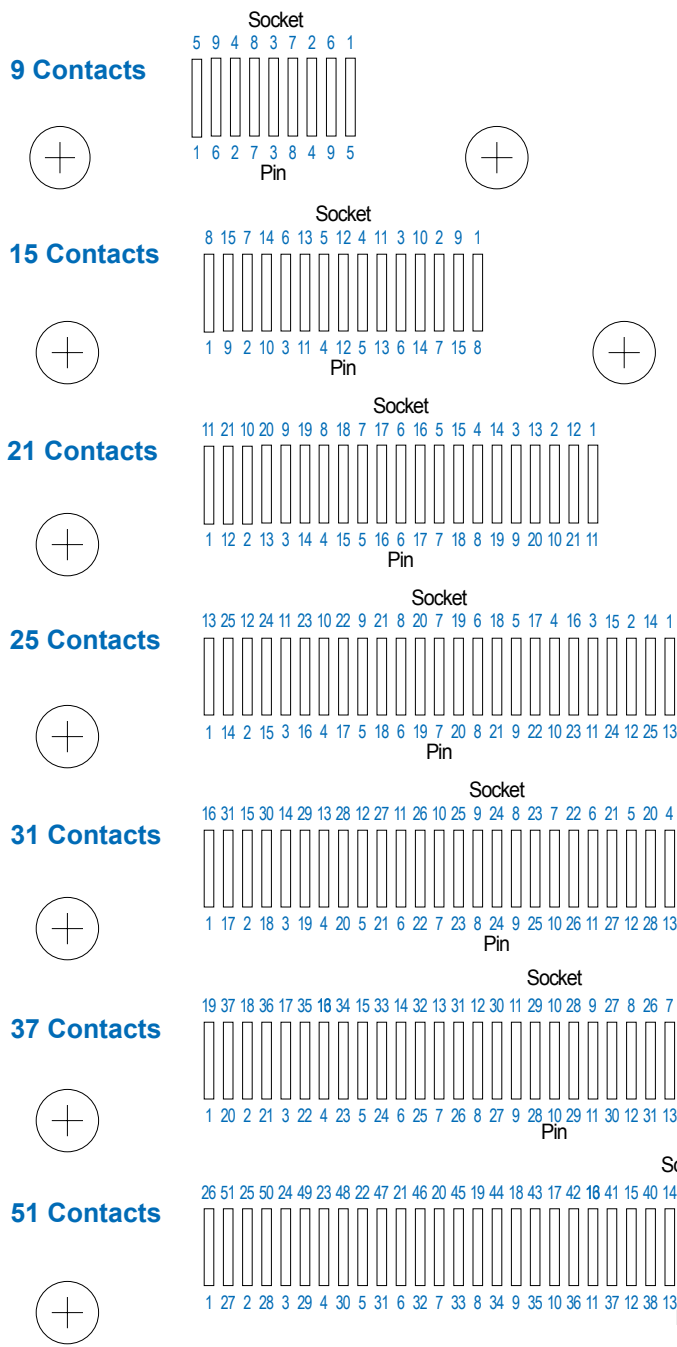 Socket
5 9 4 8 3 7 2 6 1
9 Contacts
1 6 2 7 3 8 4 9 5
Pin
Socket
8 15 7 14 6 13 5 12 4 11 3 10 2 9 1
15 Contacts
1 9 2 10 3 11 4 12 5 13 6 14 7 15 8
Pin
Socket
11 21 10 20 9 19 8 18 7 17 6 16 5 15 4 14 3 13 2 12 1
21 Contacts
1 12 2 13 3 14 4 15 5 16 6 17 7 18 8 19 9 20 10 21 11
Pin
Socket
13 25 12 24 11 23 10 22 9 21 8 20 7 19 6 18 5 17 4 16 3 15 2 14 1
25 Contacts
1 14 2 15 3 16 4 17 5 18 6 19 7 20 8 21 9 22 10 23 11 24 12 25 13
Pin
Socket
16 31 15 30 14 29 13 28 12 27 11 26 10 25 9 24 8 23 7 22 6 21 5 20 4
31 Contacts
1 17 2 18 3 19 4 20 5 21 6 22 7 23 8 24 9 25 10 26 11 27 12 28 13
Pin
Socket
19 37 18 36 17 35 16 34 15 33 14 32 13 31 12 30 11 29 10 28 9 27 8 26 7
37 Contacts
1 20 2 21 3 22 4 23 5 24 6 25 7 26 8 27 9 28 10 29 11 30 12 31 13
Pin
So
26 51 25 50 24 49 23 48 22 47 21 46 20 45 19 44 18 43 17 42 16 41 15 40 14
51 Contacts
1 27 2 28 3 29 4 30 5 31 6 32 7 33 8 34 9 35 10 36 11 37 12 38 13